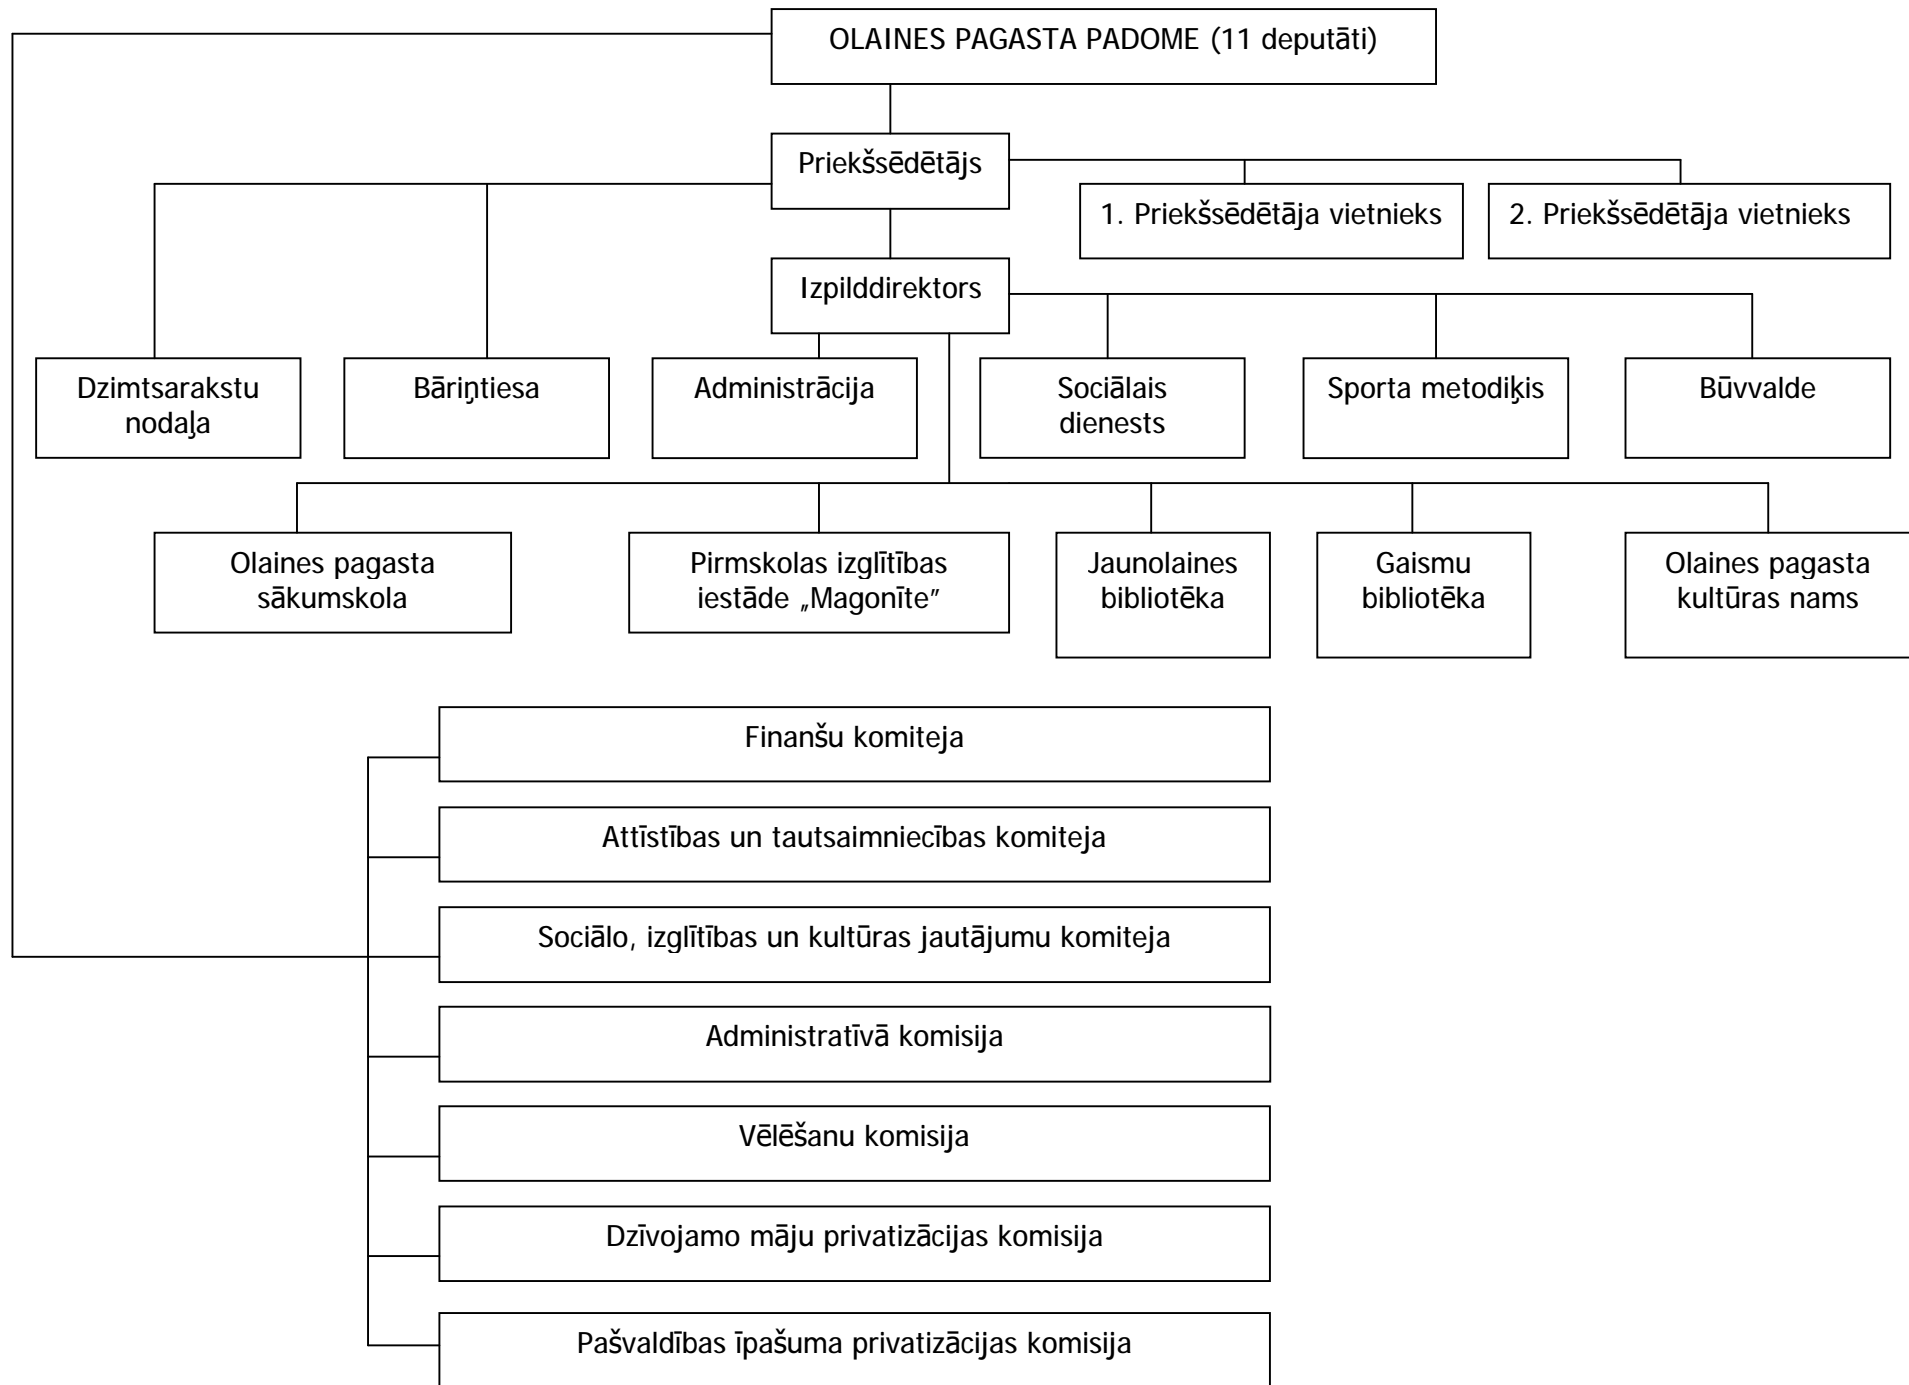 OLAINES PAGASTA PADOME (11 deputāti)
Priekšsēdētājs
1. Priekšsēdētāja vietnieks
2. Priekšsēdētāja vietnieks
Izpilddirektors
Dzimtsarakstu
nodaļa
Bāriņtiesa
Administrācija
Sociālais
dienests
Sporta metodiķis
Būvvalde
Olaines pagasta
sākumskola
Pirmskolas izglītības
iestāde „Magonīte”
Jaunolaines
bibliotēka
Gaismu
bibliotēka
Olaines pagasta
kultūras nams
Finanšu komiteja
Attīstības un tautsaimniecības komiteja
Sociālo, izglītības un kultūras jautājumu komiteja
Administratīvā komisija
Vēlēšanu komisija
Dzīvojamo māju privatizācijas komisija
Pašvaldības īpašuma privatizācijas komisija